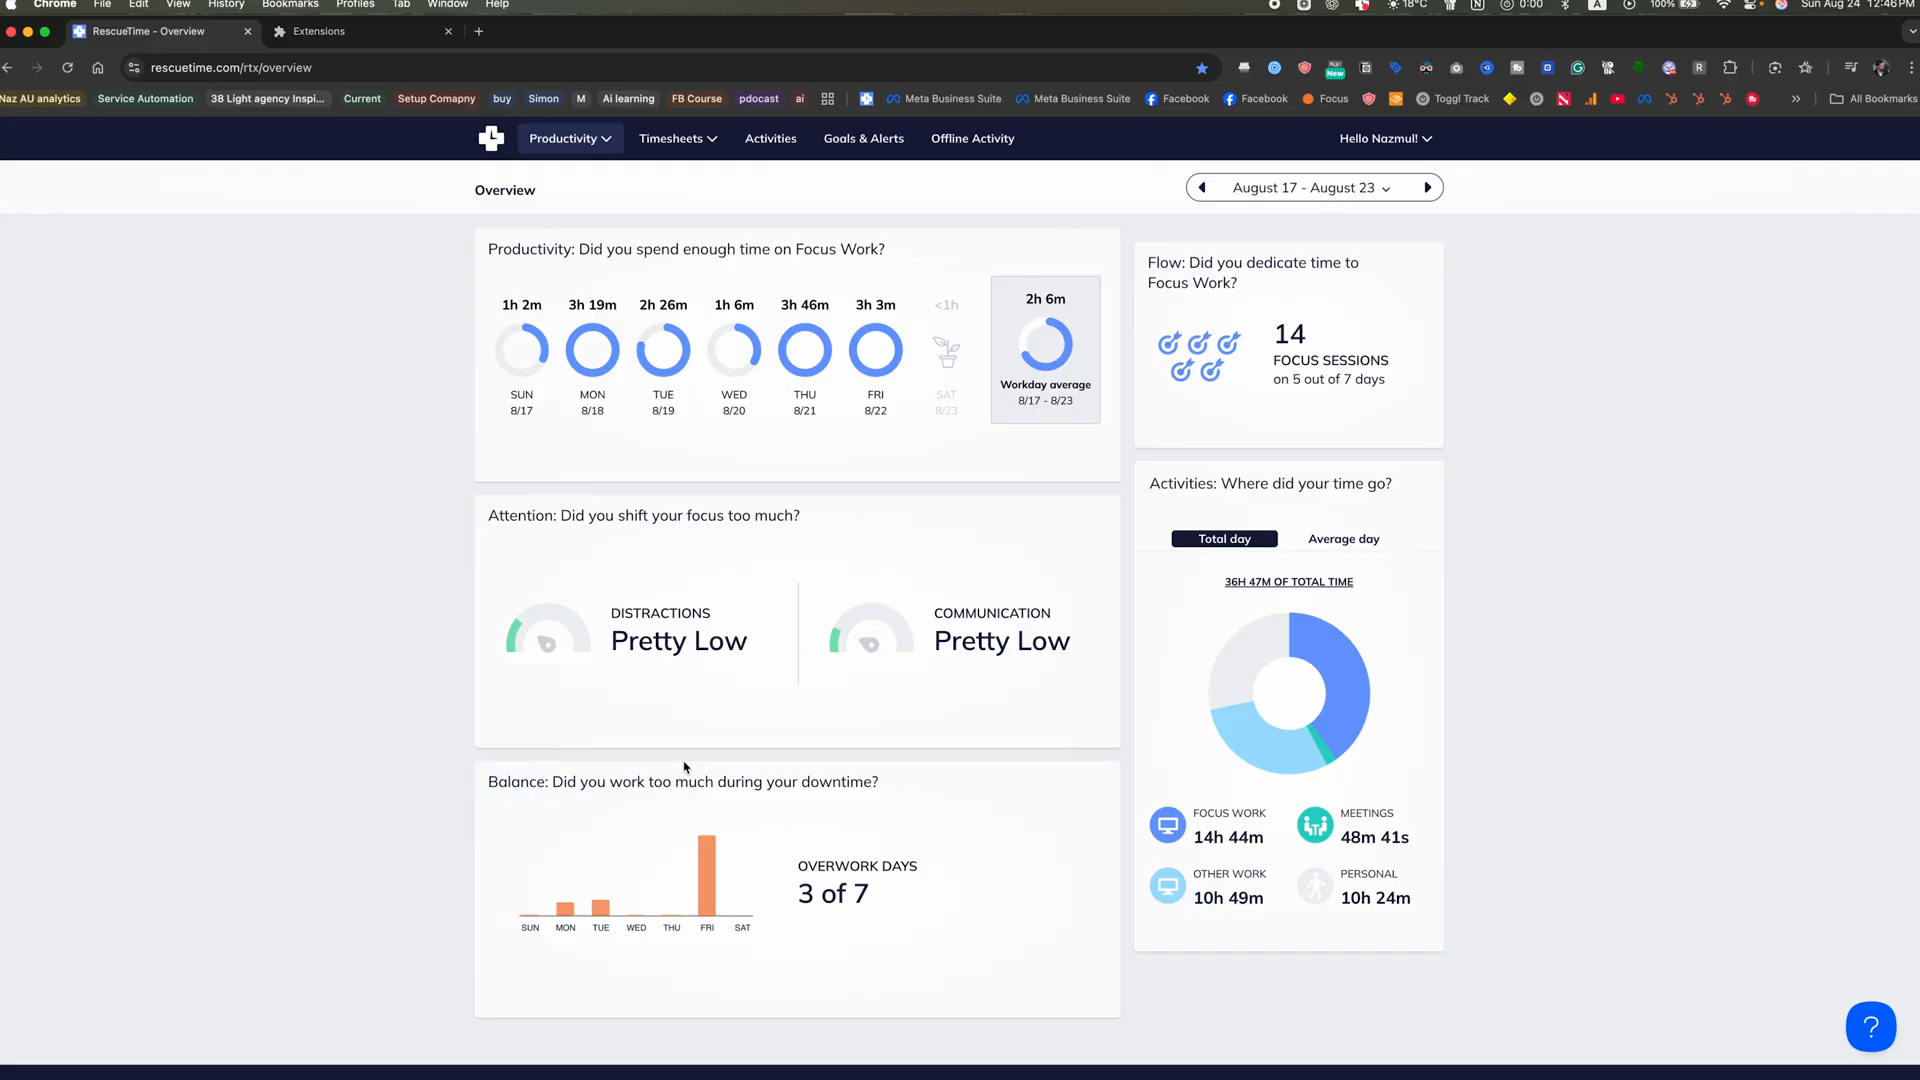 Chrome File Edit View History Bookmarks Profiles Tab Window Help 18°C 0:00 A 100% Sun Aug 24 12:46PM
RescueTime - Overview Extensions
rescuetime.com/rtx/overview New R
Naz AU analytics Service Automation 38 Light agency Inspi... Current Setup Comapny buy Simon M Ai learning FB Course pdocast ai Meta Business Suite Meta Business Suite Facebook Facebook Focus Toggl Track » All Bookmarks
Productivity Timesheets Activities Goals & Alerts Offline Activity Hello Nazmul!
Overview
August 17 - August 23
Productivity: Did you spend enough time on Focus Work?
1h 2m 3h 19m 2h 26m 1h 6m 3h 46m 3h 3m <1h
SUN MON TUE WED THU FRI SAT
8/17 8/18 8/19 8/20 8/21 8/22 8/23
2h 6m
Workday average
8/17 - 8/23
Flow: Did you dedicate time to
Focus Work?
14
FOCUS SESSIONS
on 5 out of 7 days
Attention: Did you shift your focus too much?
DISTRACTIONS
Pretty Low
COMMUNICATION
Pretty Low
Activities: Where did your time go?
Total day Average day
36H 47M OF TOTAL TIME
FOCUS WORK
14h 44m
MEETINGS
48m 41s
OTHER WORK
10h 49m
PERSONAL
10h 24m
Balance: Did you work too much during your downtime?
OVERWORK DAYS
3 of 7
SUN MON TUE WED THU FRI SAT
?